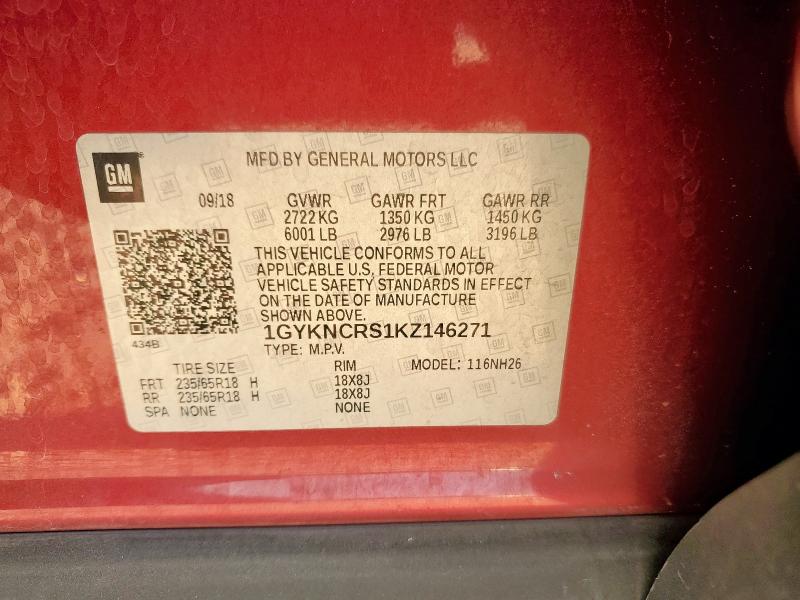 GM
MFD BY GENERAL MOTORS LLC
09/18 GVWR GAWR FRT GAWR RR
2722 KG 1350 KG 1450 KG
6001 LB 2976 LB 3196 LB
THIS VEHICLE CONFORMS TO ALL
APPLICABLE U.S. FEDERAL MOTOR
VEHICLE SAFETY STANDARDS IN EFFECT
ON THE DATE OF MANUFACTURE
SHOWN ABOVE.
434B
1GYKNCRS1KZ146271
TYPE: M.P.V.
TIRE SIZE RIM MODEL: 116NH26
FRT 235/65R18 H 18X8J
RR 235/65R18 H 18X8J
SPA NONE NONE